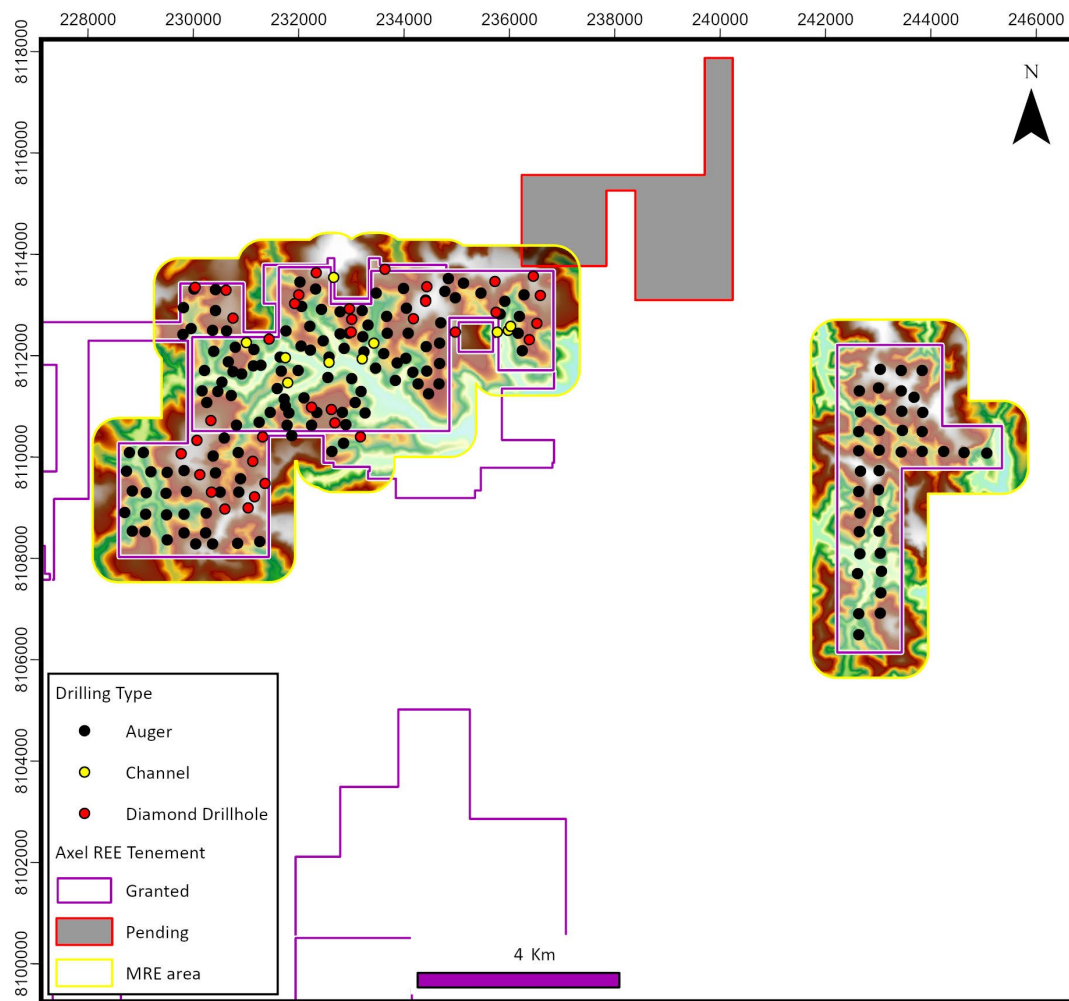 228000 230000 232000 234000 236000 238000 240000 242000 244000 246000
8118000
8116000
8114000
8112000
8110000
8108000
8106000
8104000
8102000
8100000
N
Drilling Type
Auger
Channel
Diamond Drillhole
Axel REE Tenement
Granted
Pending
MRE area
4 Km